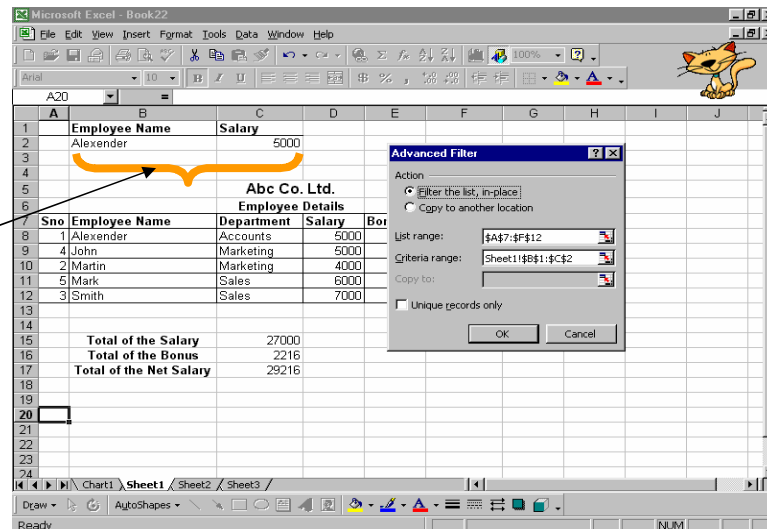 Microsoft Excel - Book22
File Edit View Insert Format Tools Data Window Help
100%
Arial 10 B I U
A20 =
A B C D E F G H I J
1 Employee Name Salary
2 Alexender 5000
3
4
5 Abc Co. Ltd.
6 Employee Details
7 Sno Employee Name Department Salary Bon
8 1 Alexender Accounts 5000
9 4 John Marketing 5000
10 2 Martin Marketing 4000
11 5 Mark Sales 6000
12 3 Smith Sales 7000
13
14
15 Total of the Salary 27000
16 Total of the Bonus 2216
17 Total of the Net Salary 29216
18
19
20
21
22
23
24
Advanced Filter
Action
Filter the list, in-place
Copy to another location
List range: $A$7:$F$12
Criteria range: Sheet1!$B$1:$C$2
Copy to:
Unique records only
OK Cancel
Chart1 Sheet1 Sheet2 Sheet3
Draw AutoShapes
Ready NUM